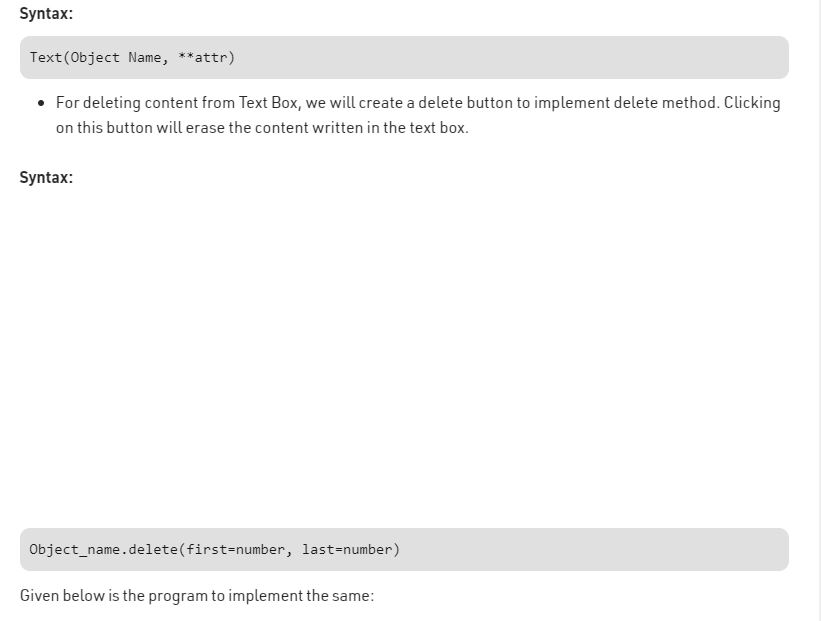 Syntax:
Text(Object Name, **attr)
• For deleting content from Text Box, we will create a delete button to implement delete method. Clicking
on this button will erase the content written in the text box.
Syntax:
Object_name.delete(first=number, last=number)
Given below is the program to implement the same: